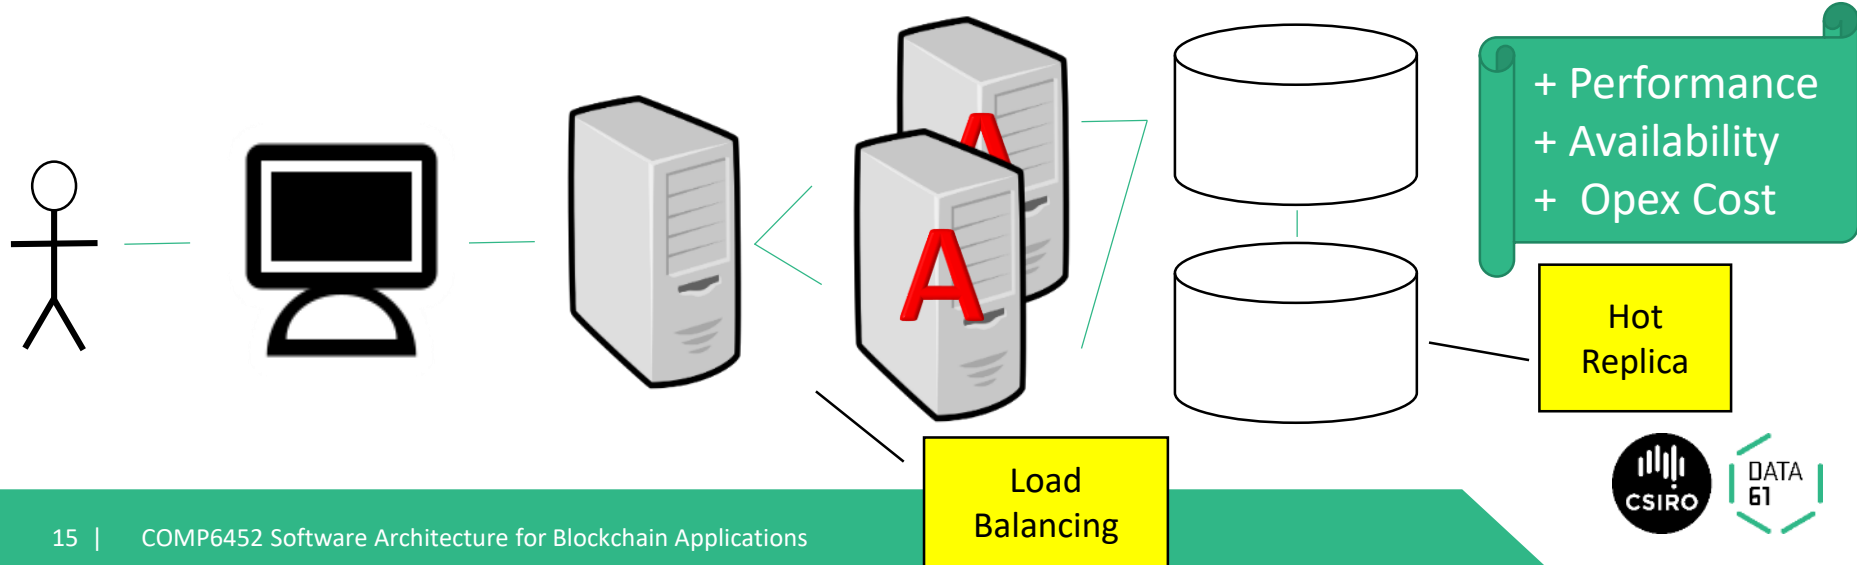 A
A
+ Performance
+ Availability
+ Opex Cost
Hot
Replica
Load
Balancing
CSIRO
DATA
61
15 | COMP6452 Software Architecture for Blockchain Applications